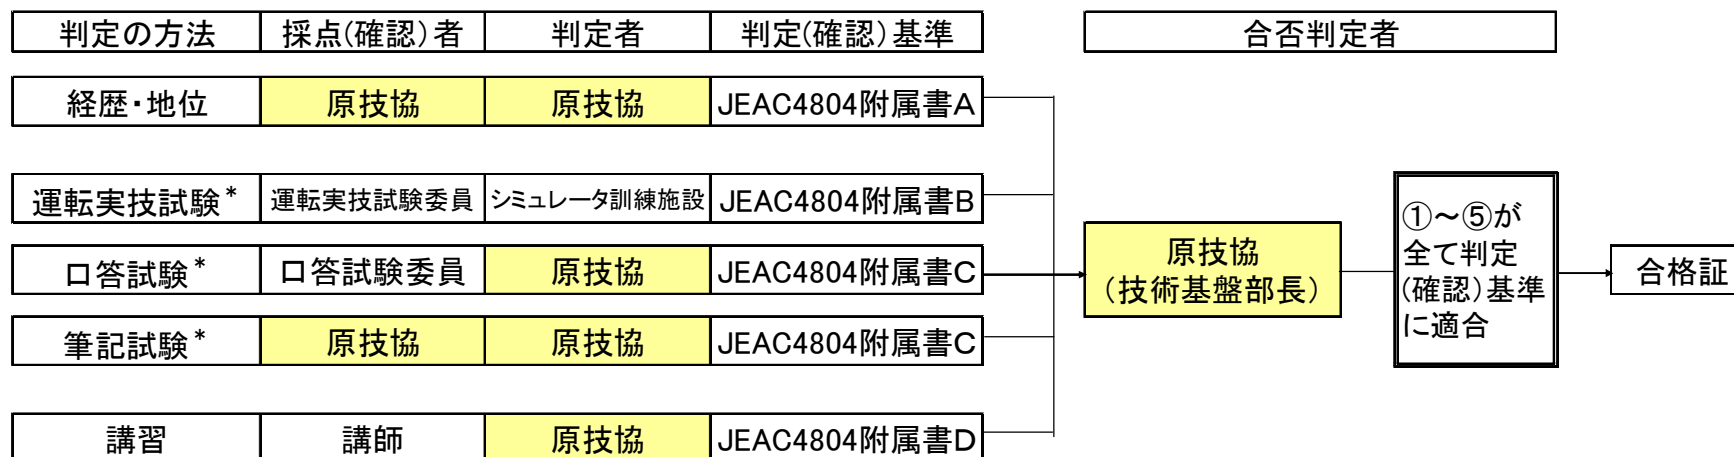 判定の方法 採点(確認)者 判定者 判定(確認)基準 合否判定者
経歴・地位 原技協 原技協 JEAC4804附属書A
運転実技試験* 運転実技試験委員 シミュレータ訓練施設 JEAC4804附属書B
口答試験* 口答試験委員 原技協 JEAC4804附属書C
筆記試験* 原技協 原技協 JEAC4804附属書C
講習 講師 原技協 JEAC4804附属書D
原技協
(技術基盤部長)
①～⑤が
全て判定
(確認)基準
に適合
合格証